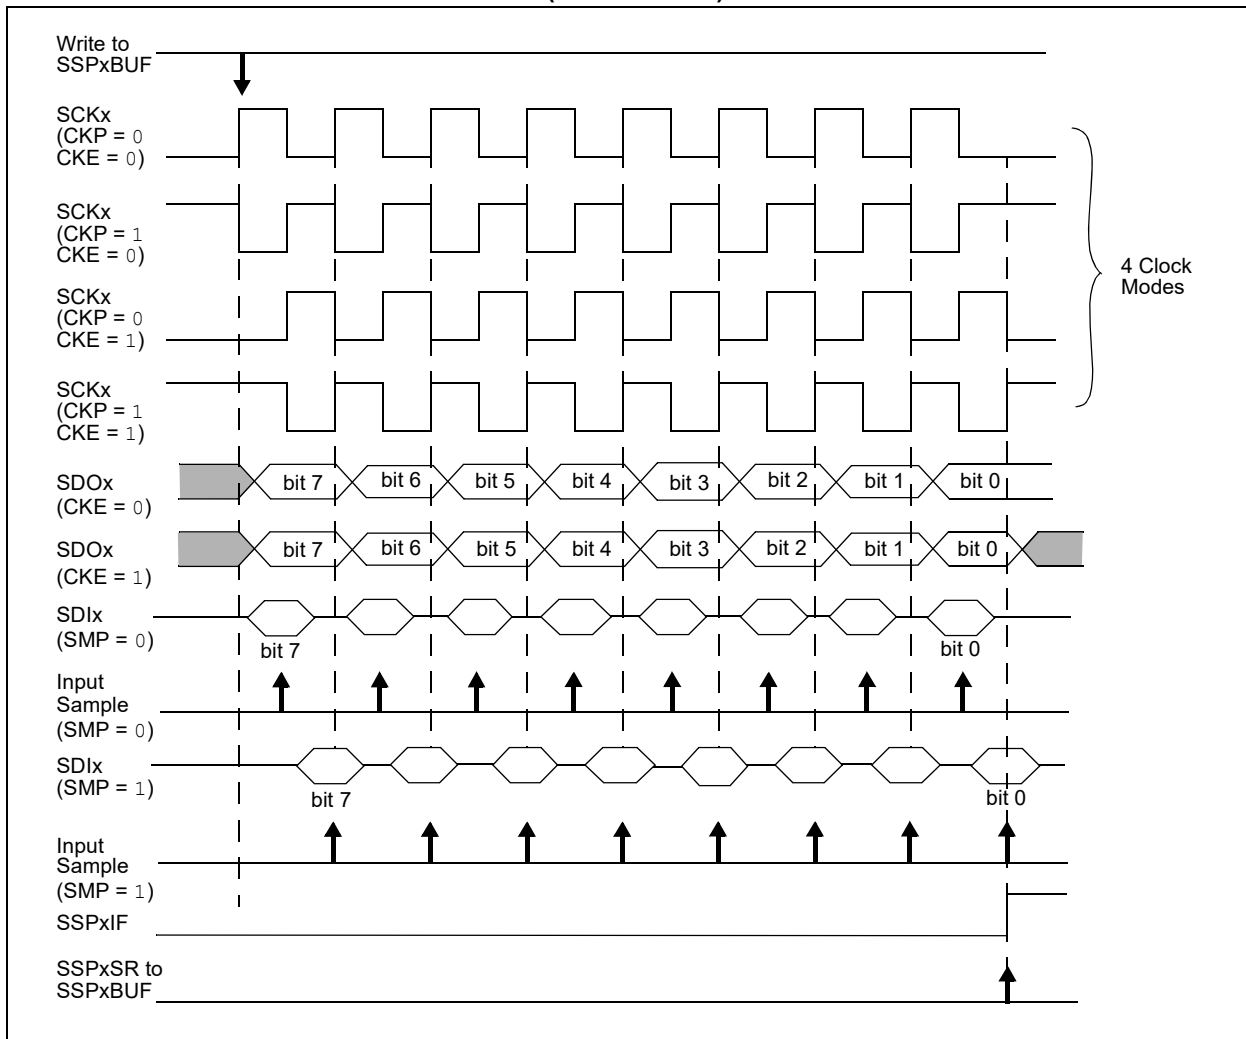 Write to
SSPxBUF
SCKx
(CKP = 0
CKE = 0)
SCKx
(CKP = 1
CKE = 0)
SCKx
(CKP = 0
CKE = 1)
SCKx
(CKP = 1
CKE = 1)
4 Clock
Modes
SDOx
(CKE = 0)
bit 7 bit 6 bit 5 bit 4 bit 3 bit 2 bit 1 bit 0
SDOx
(CKE = 1)
bit 7 bit 6 bit 5 bit 4 bit 3 bit 2 bit 1 bit 0
SDIx
(SMP = 0)
bit 7 bit 0
Input
Sample
(SMP = 0)
SDIx
(SMP = 1)
bit 7 bit 0
Input
Sample
(SMP = 1)
SSPxIF
SSPxSR to
SSPxBUF